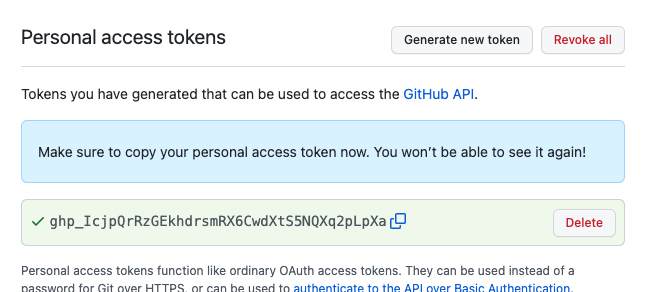 Personal access tokens
Generate new token
Revoke all
Tokens you have generated that can be used to access the GitHub API.
Make sure to copy your personal access token now. You won’t be able to see it again!
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
Delete
Personal access tokens function like ordinary OAuth access tokens. They can be used instead of a
password for Git over HTTPS, or can be used to authenticate to the API over Basic Authentication.